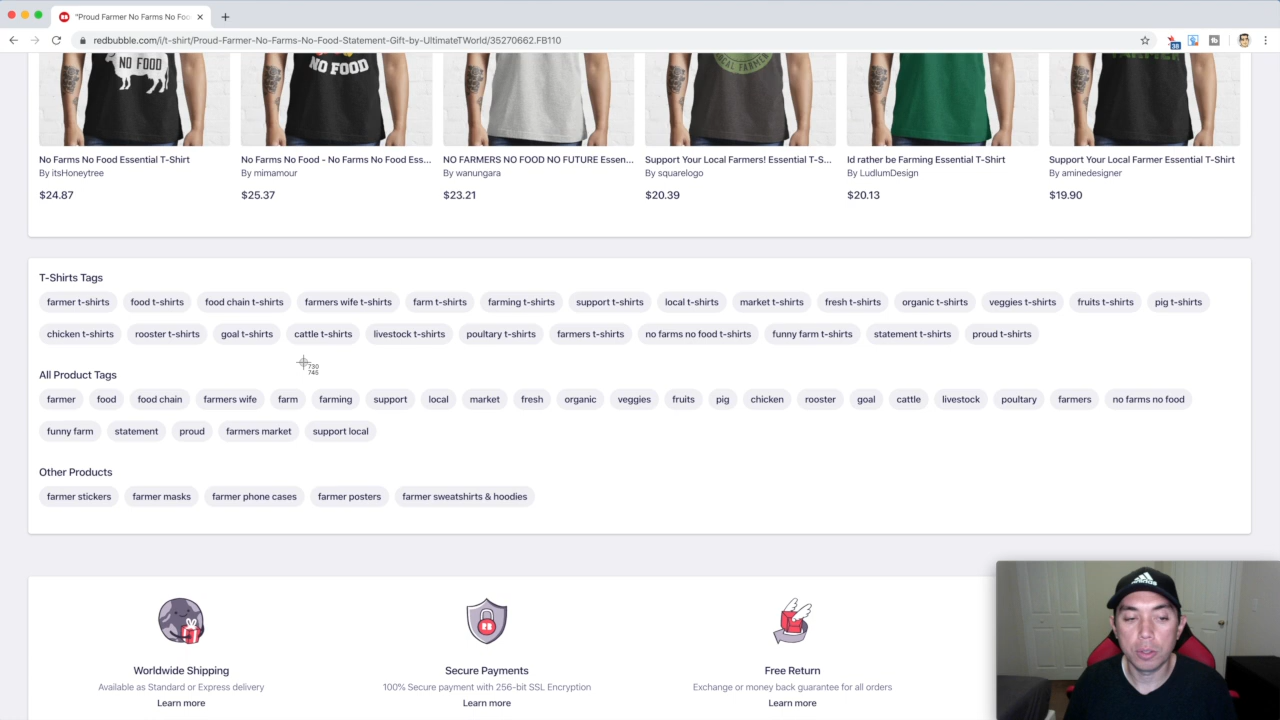 "Proud Farmer No Farms No Foo
redbubble.com/i/t-shirt/Proud-Farmer-No-Farms-No-Food-Statement-Gift-by-UltimateTWorld/35270662.FB110
38
NO FOOD
NO FOOD
LOCAL FARMER
No Farms No Food Essential T-Shirt
By itsHoneytree
$24.87
No Farms No Food - No Farms No Food Ess...
By mimamour
$25.37
NO FARMERS NO FOOD NO FUTURE Essen...
By wanungara
$23.21
Support Your Local Farmers! Essential T-S...
By squarelogo
$20.39
Id rather be Farming Essential T-Shirt
By LudlumDesign
$20.13
Support Your Local Farmer Essential T-Shirt
By aminedesigner
$19.90
T-Shirts Tags
farmer t-shirts food t-shirts food chain t-shirts farmers wife t-shirts farm t-shirts farming t-shirts support t-shirts local t-shirts market t-shirts fresh t-shirts organic t-shirts veggies t-shirts fruits t-shirts pig t-shirts
chicken t-shirts rooster t-shirts goal t-shirts cattle t-shirts livestock t-shirts poultary t-shirts farmers t-shirts no farms no food t-shirts funny farm t-shirts statement t-shirts proud t-shirts
730
745
All Product Tags
farmer food food chain farmers wife farm farming support local market fresh organic veggies fruits pig chicken rooster goal cattle livestock poultary farmers no farms no food
funny farm statement proud farmers market support local
Other Products
farmer stickers farmer masks farmer phone cases farmer posters farmer sweatshirts & hoodies
Worldwide Shipping
Available as Standard or Express delivery
Learn more
Secure Payments
100% Secure payment with 256-bit SSL Encryption
Learn more
Free Return
Exchange or money back guarantee for all orders
Learn more
adidas